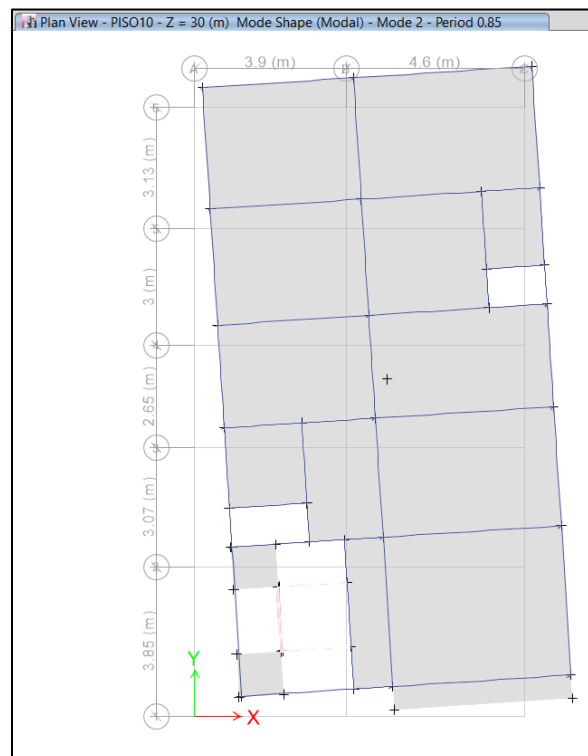 Plan View - PISO10 - Z = 30 (m) Mode Shape (Modal) - Mode 2 - Period 0.85
3.9 (m) 4.6 (m)
3.13 (m)
3 (m)
2.65 (m)
3.07 (m)
3.85 (m)
Y
X